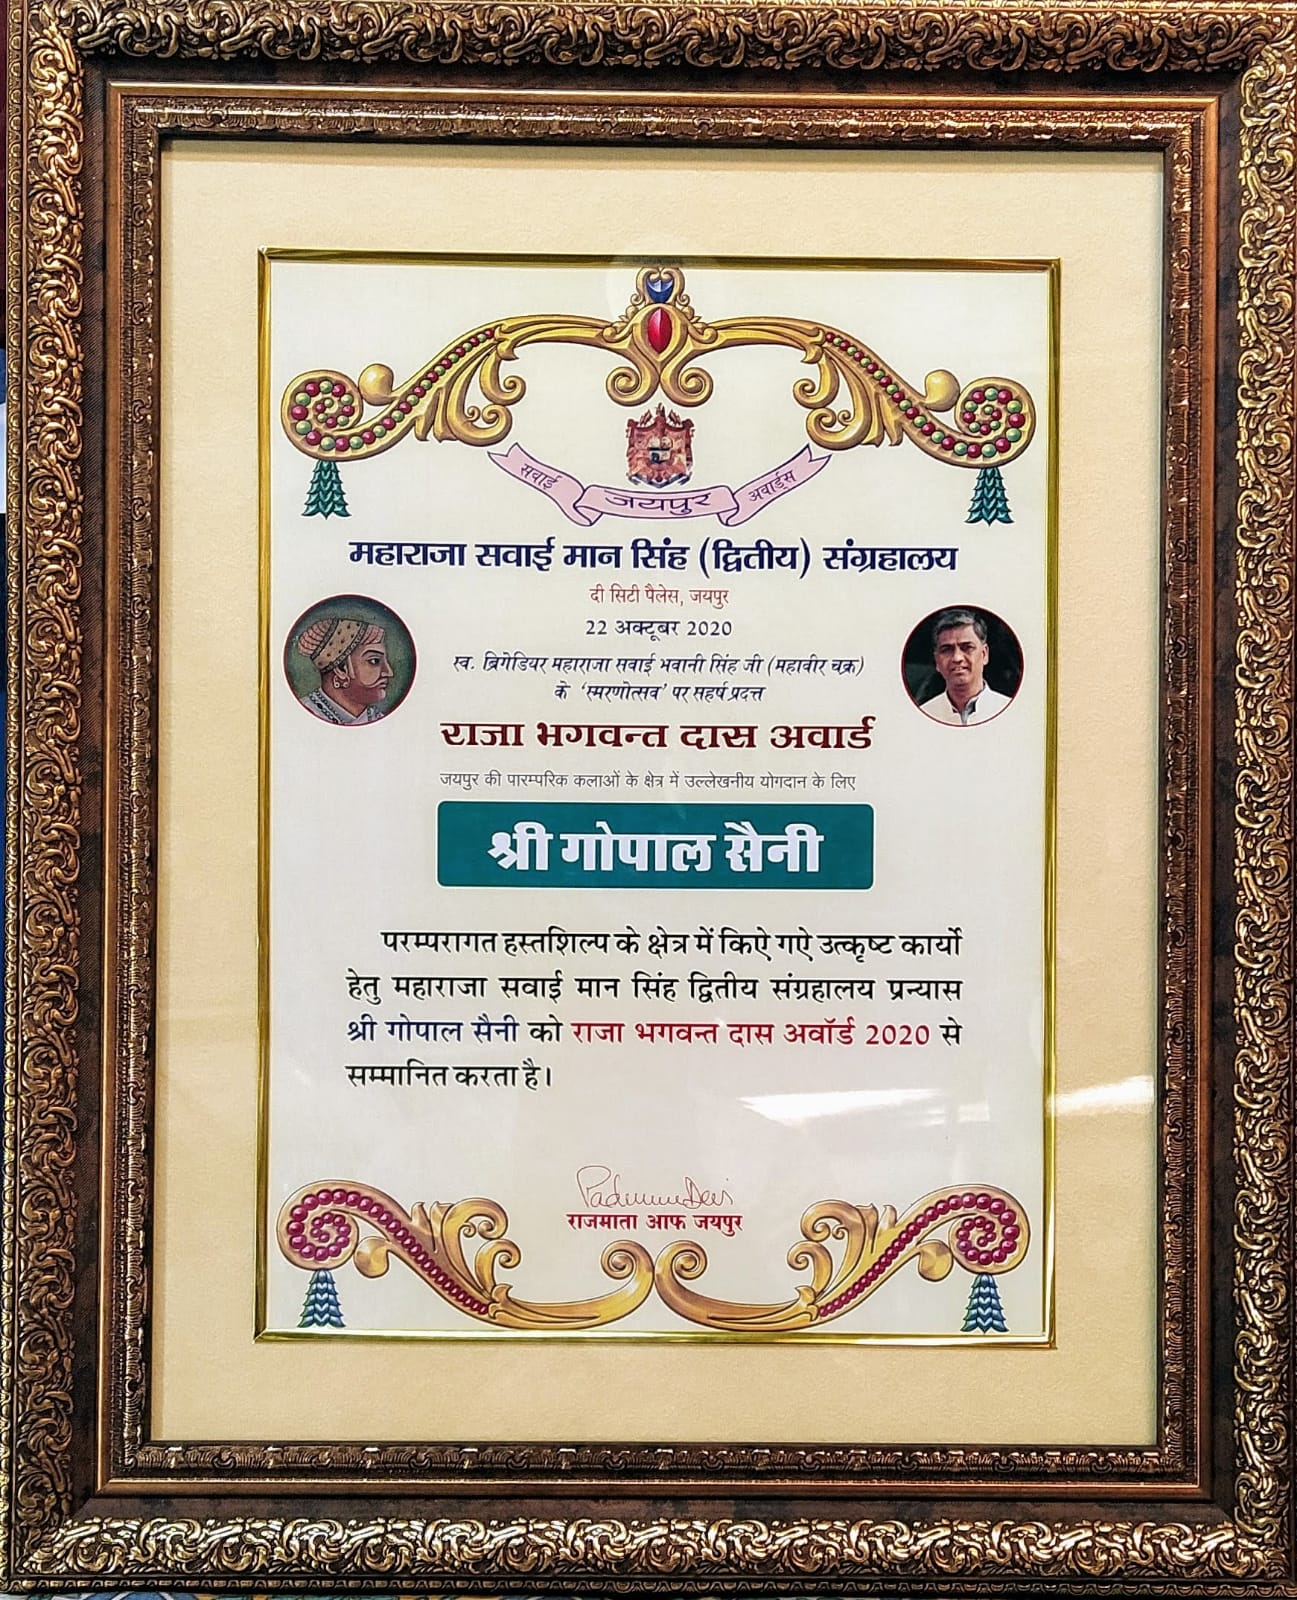 सवाई जयपुर अवार्ड्स
महाराजा सवाई मान सिंह (द्वितीय) संग्रहालय
दी सिटी पैलेस, जयपुर
22 अक्टूबर 2020
स्व. ब्रिगेडियर महाराजा सवाई भवानी सिंह जी (महावीर चक्र)
के 'स्मरणोत्सव' पर सहर्ष प्रदत्त
राजा भगवन्त दास अवार्ड
जयपुर की पारम्परिक कलाओं के क्षेत्र में उल्लेखनीय योगदान के लिए
श्री गोपाल सैनी
परम्परागत हस्तशिल्प के क्षेत्र में किऐ गऐ उत्कृष्ट कार्यो
हेतु महाराजा सवाई मान सिंह द्वितीय संग्रहालय प्रन्यास
श्री गोपाल सैनी को राजा भगवन्त दास अवॉर्ड 2020 से
सम्मानित करता है।
राजमाता आफ जयपुर